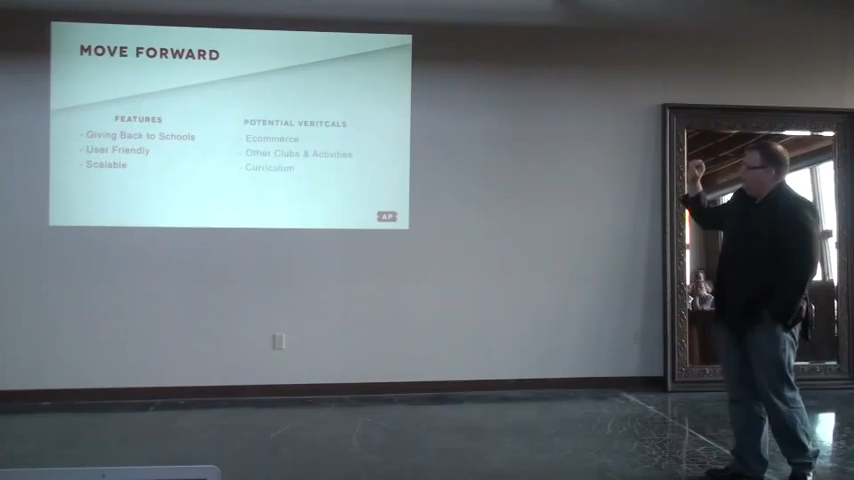 MOVE FORWARD
FEATURES
- Giving Back to Schools
- User Friendly
- Scalable
POTENTIAL VERITCALS
- Ecommerce
- Other Clubs & Activities
- Curriculum
AP